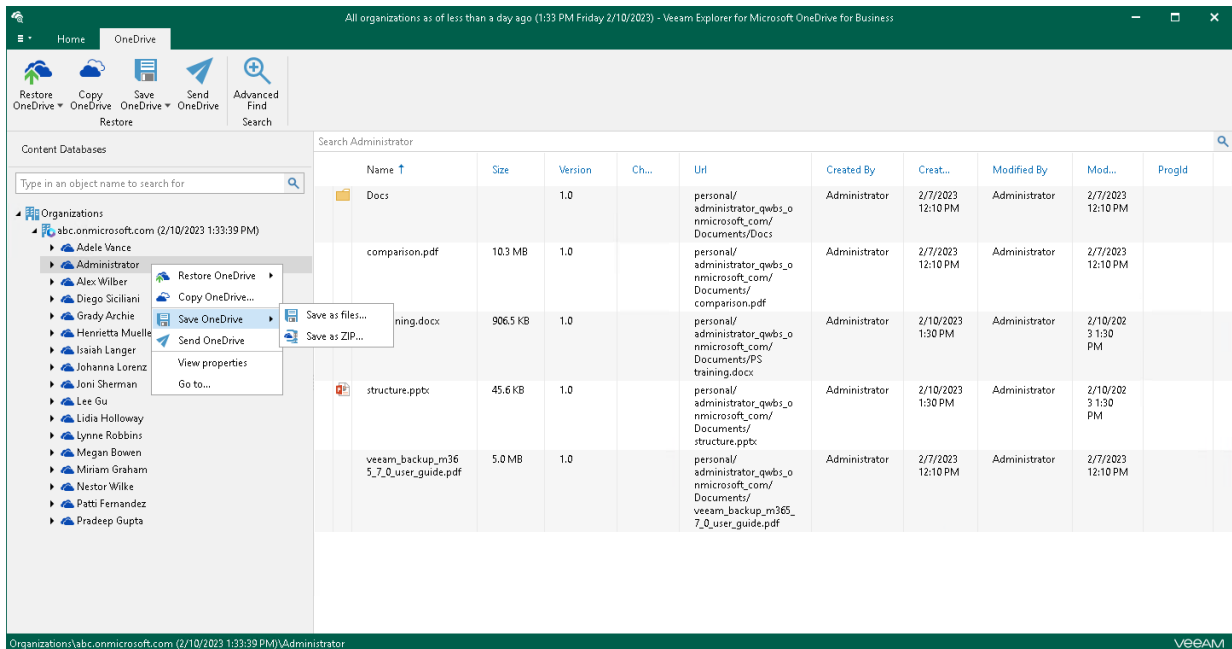 All organizations as of less than a day ago (1:33 PM Friday 2/10/2023) - Veeam Explorer for Microsoft OneDrive for Business
Home OneDrive
Restore OneDrive
Copy OneDrive
Save OneDrive
Send OneDrive
Advanced Find
Restore
Search
Content Databases
Type in an object name to search for
Organizations
abc.onmicrosoft.com (2/10/2023 1:33:39 PM)
Adele Vance
Administrator
Alex Wilber
Diego Siciliani
Grady Archie
Henrietta Muelle
Isaiah Langer
Johanna Lorenz
Joni Sherman
Lee Gu
Lidia Holloway
Lynne Robbins
Megan Bowen
Miriam Graham
Nestor Wilke
Patti Fernandez
Pradeep Gupta
Restore OneDrive
Copy OneDrive...
Save OneDrive
Send OneDrive
View properties
Go to...
Save as files...
Save as ZIP...
Search Administrator
Name Size Version Ch... Url Created By Creat... Modified By Mod... ProgId
Docs 1.0 personal/ Administrator 2/7/2023 Administrator 2/7/2023
administrator_qwbs_o 12:10 PM 12:10 PM
nmicrosoft_com/
Documents/Docs
comparison.pdf 10.3 MB 1.0 personal/ Administrator 2/7/2023 Administrator 2/7/2023
administrator_qwbs_o 12:10 PM 12:10 PM
nmicrosoft_com/
Documents/
comparison.pdf
ning.docx 906.5 KB 1.0 personal/ Administrator 2/10/2023 Administrator 2/10/202
administrator_qwbs_o 1:30 PM 3 1:30
nmicrosoft_com/ PM
Documents/PS
training.docx
structure.pptx 45.6 KB 1.0 personal/ Administrator 2/10/2023 Administrator 2/10/202
administrator_qwbs_o 1:30 PM 3 1:30
nmicrosoft_com/ PM
Documents/
structure.pptx
veeam_backup_m36 5.0 MB 1.0 personal/ Administrator 2/7/2023 Administrator 2/7/2023
5_7_0_user_guide.pdf administrator_qwbs_o 12:10 PM 12:10 PM
nmicrosoft_com/
Documents/
veeam_backup_m365_
7_0_user_guide.pdf
Organizations\abc.onmicrosoft.com (2/10/2023 1:33:39 PM)\Administrator
veeam